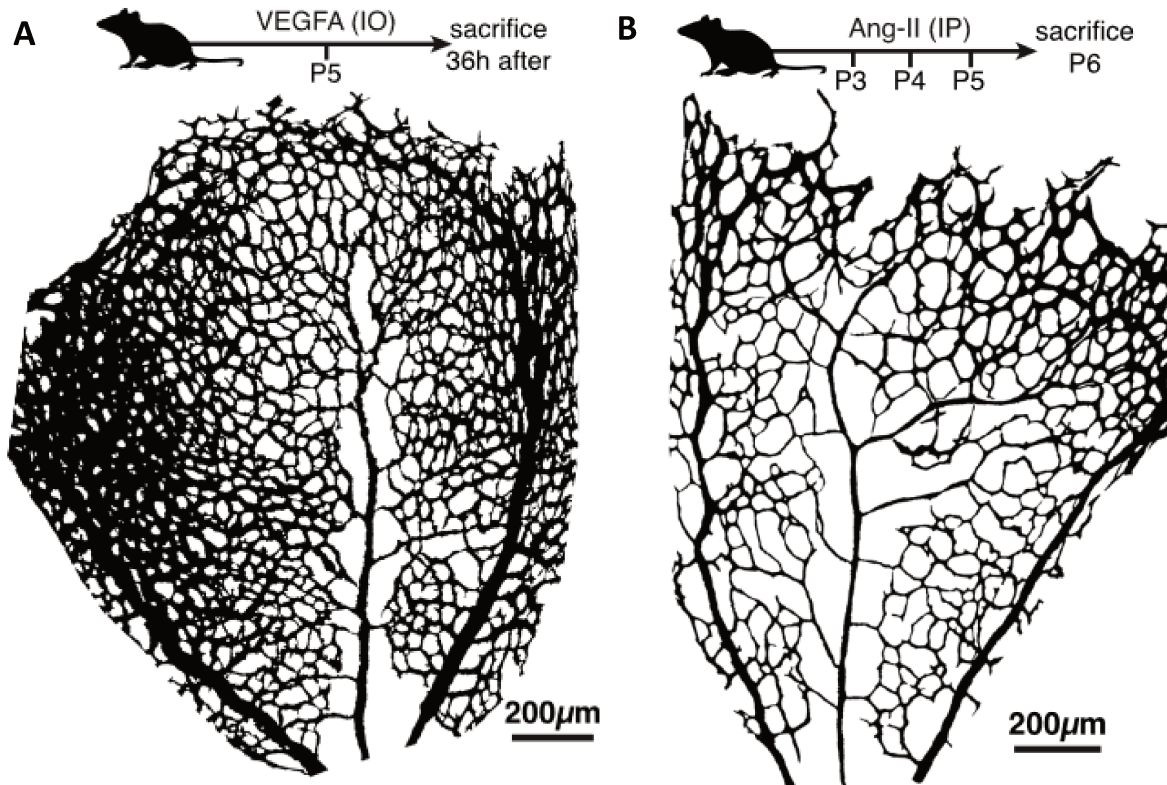 A
VEGFA (IO)
sacrifice
36h after
P5
200µm
B
Ang-II (IP)
sacrifice
P6
P3 P4 P5
200µm